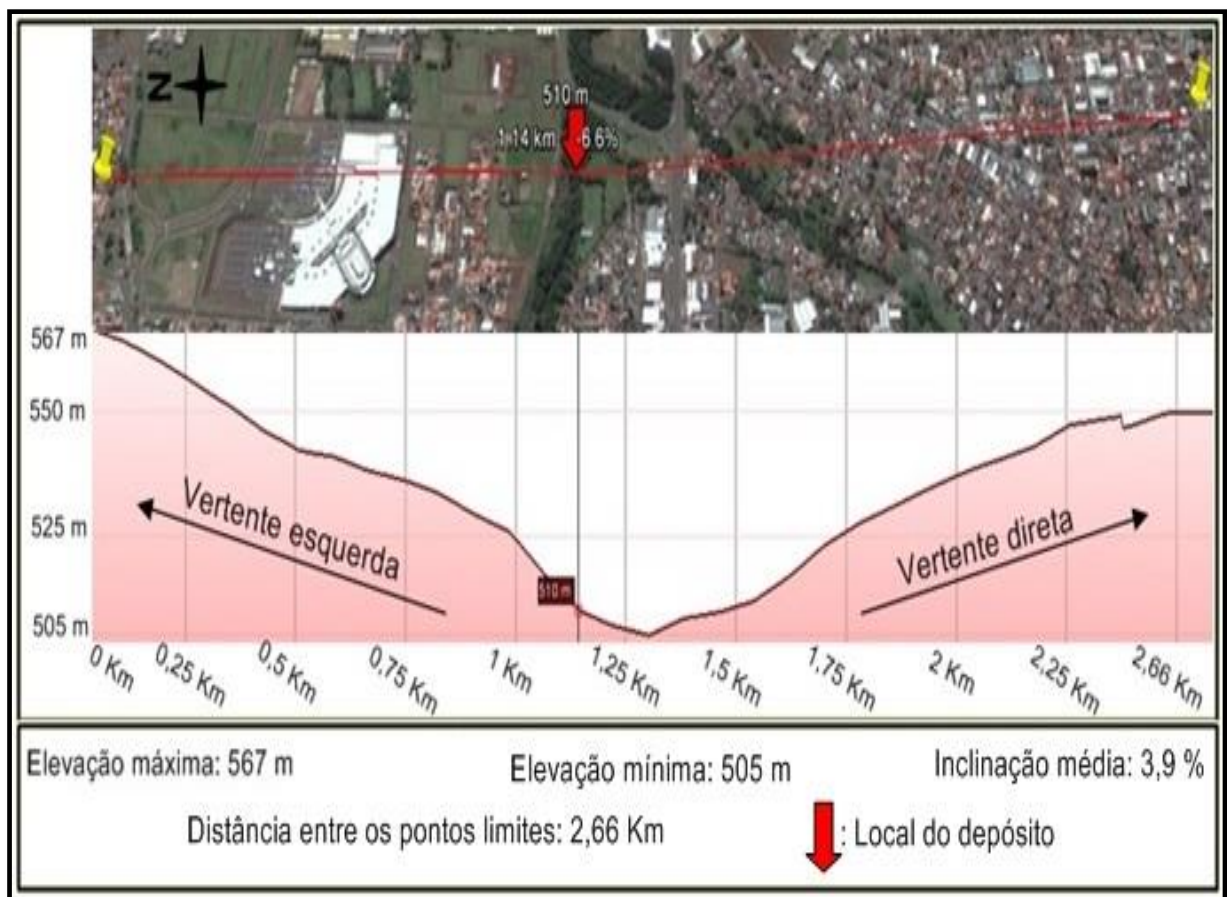 N
510 m
1.14 km -6.6%
567 m
550 m
525 m
505 m
Vertente esquerda
Vertente direta
510 m
0 Km
0,25 Km
0,5 Km
0,75 Km
1 Km
1,25 Km
1,5 Km
1,75 Km
2 Km
2,25 Km
2,66 Km
Elevação máxima: 567 m
Elevação mínima: 505 m
Inclinação média: 3,9 %
Distância entre os pontos limites: 2,66 Km
: Local do depósito